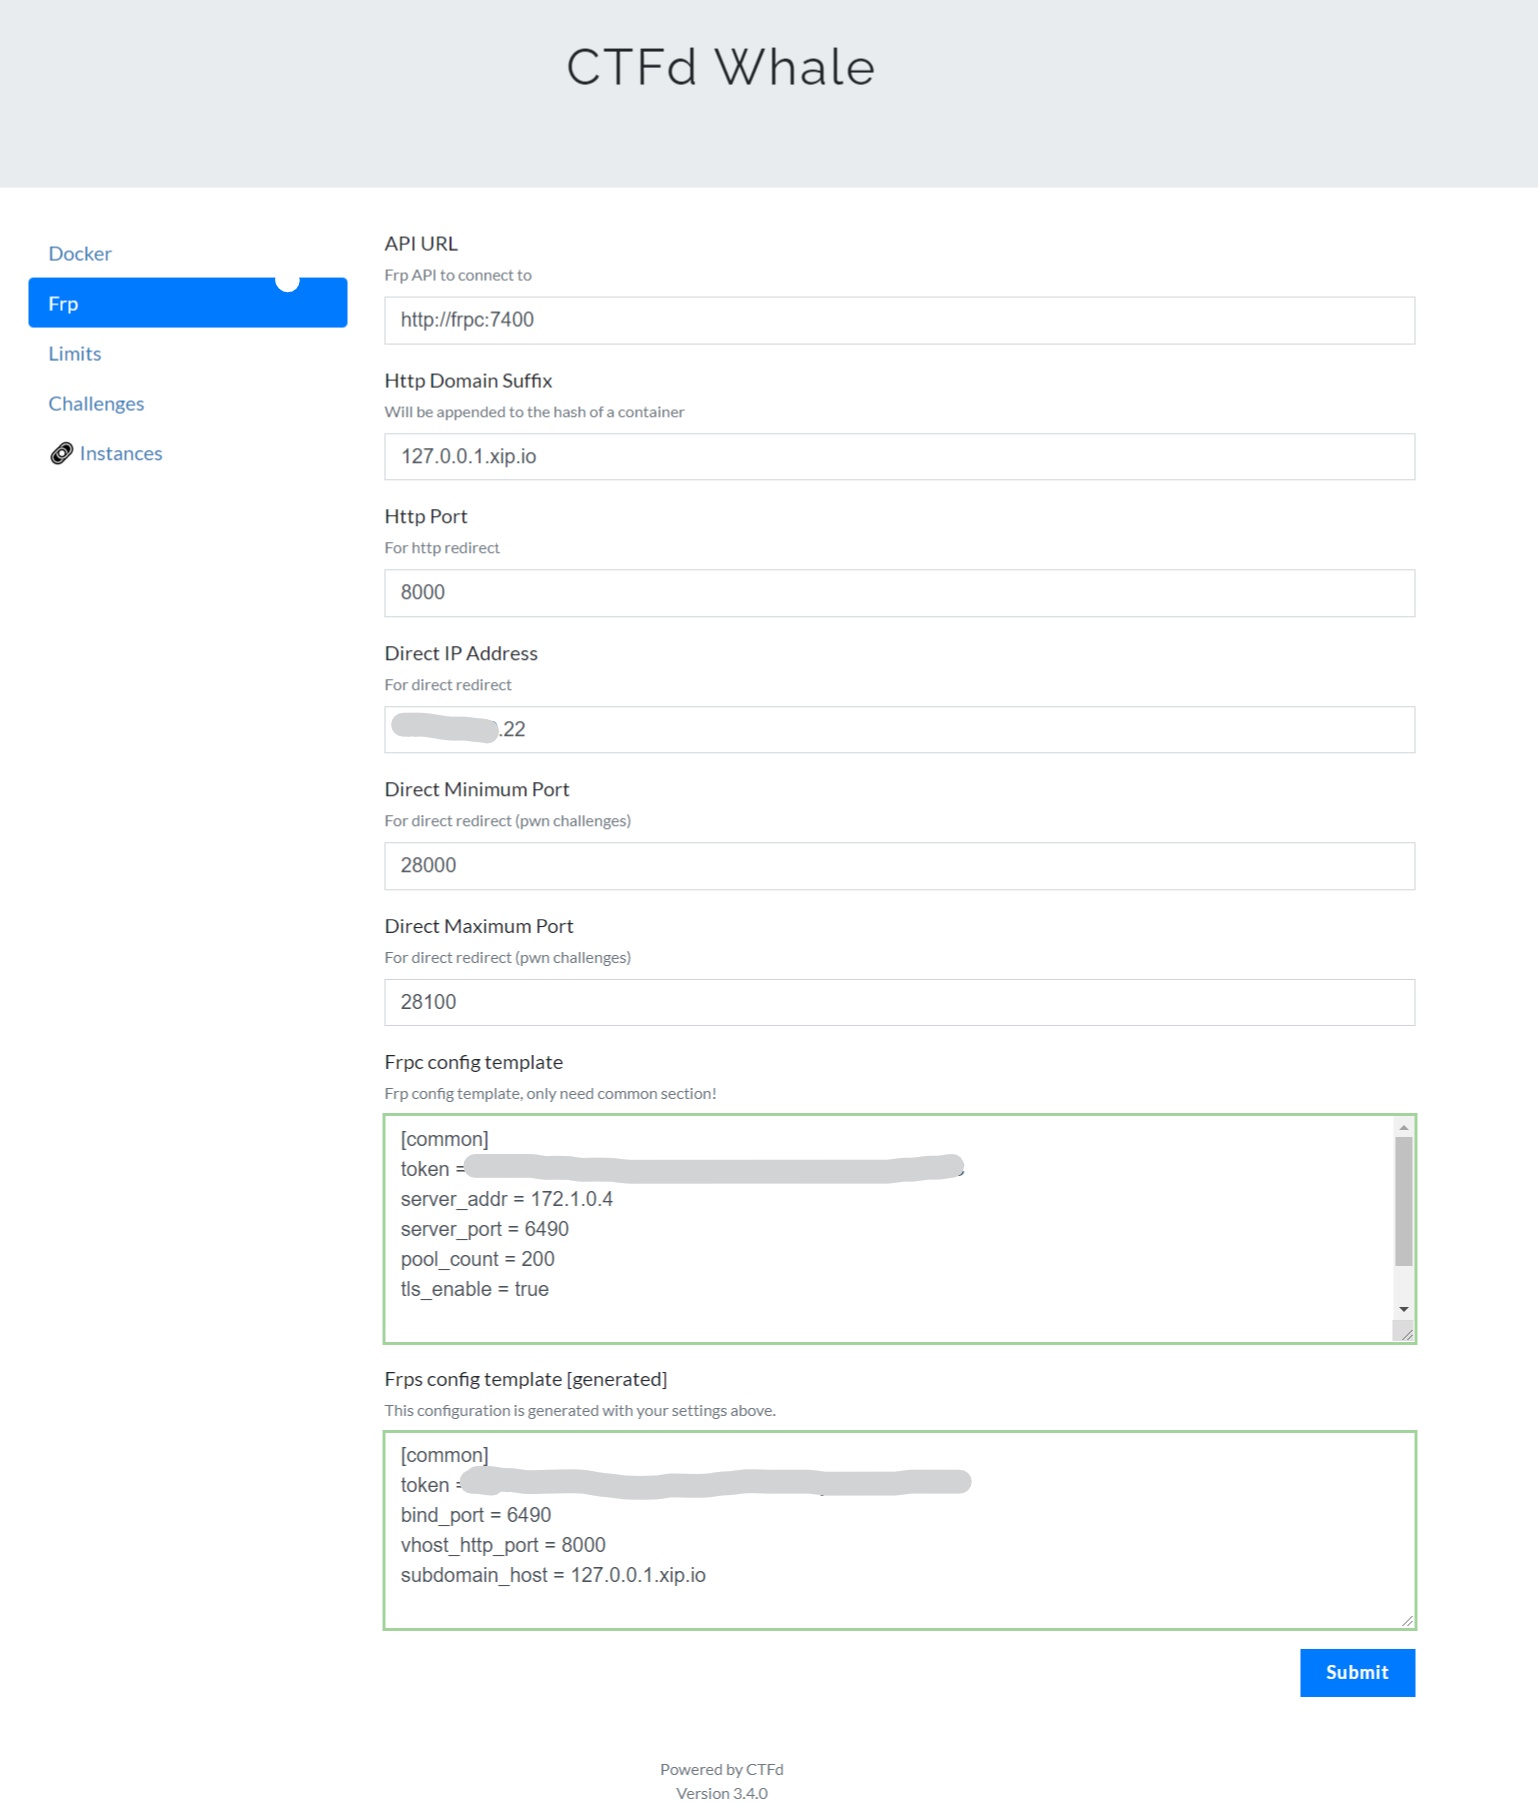 CTFd Whale
Docker
Frp
Limits
Challenges
Instances
API URL
Frp API to connect to
http://frpc:7400
Http Domain Suffix
Will be appended to the hash of a container
127.0.0.1.xip.io
Http Port
For http redirect
8000
Direct IP Address
For direct redirect
.22
Direct Minimum Port
For direct redirect (pwn challenges)
28000
Direct Maximum Port
For direct redirect (pwn challenges)
28100
Frpc config template
Frp config template, only need common section!
[common]
token =
server_addr = 172.1.0.4
server_port = 6490
pool_count = 200
tls_enable = true
Frps config template [generated]
This configuration is generated with your settings above.
[common]
token =
bind_port = 6490
vhost_http_port = 8000
subdomain_host = 127.0.0.1.xip.io
Submit
Powered by CTFd
Version 3.4.0